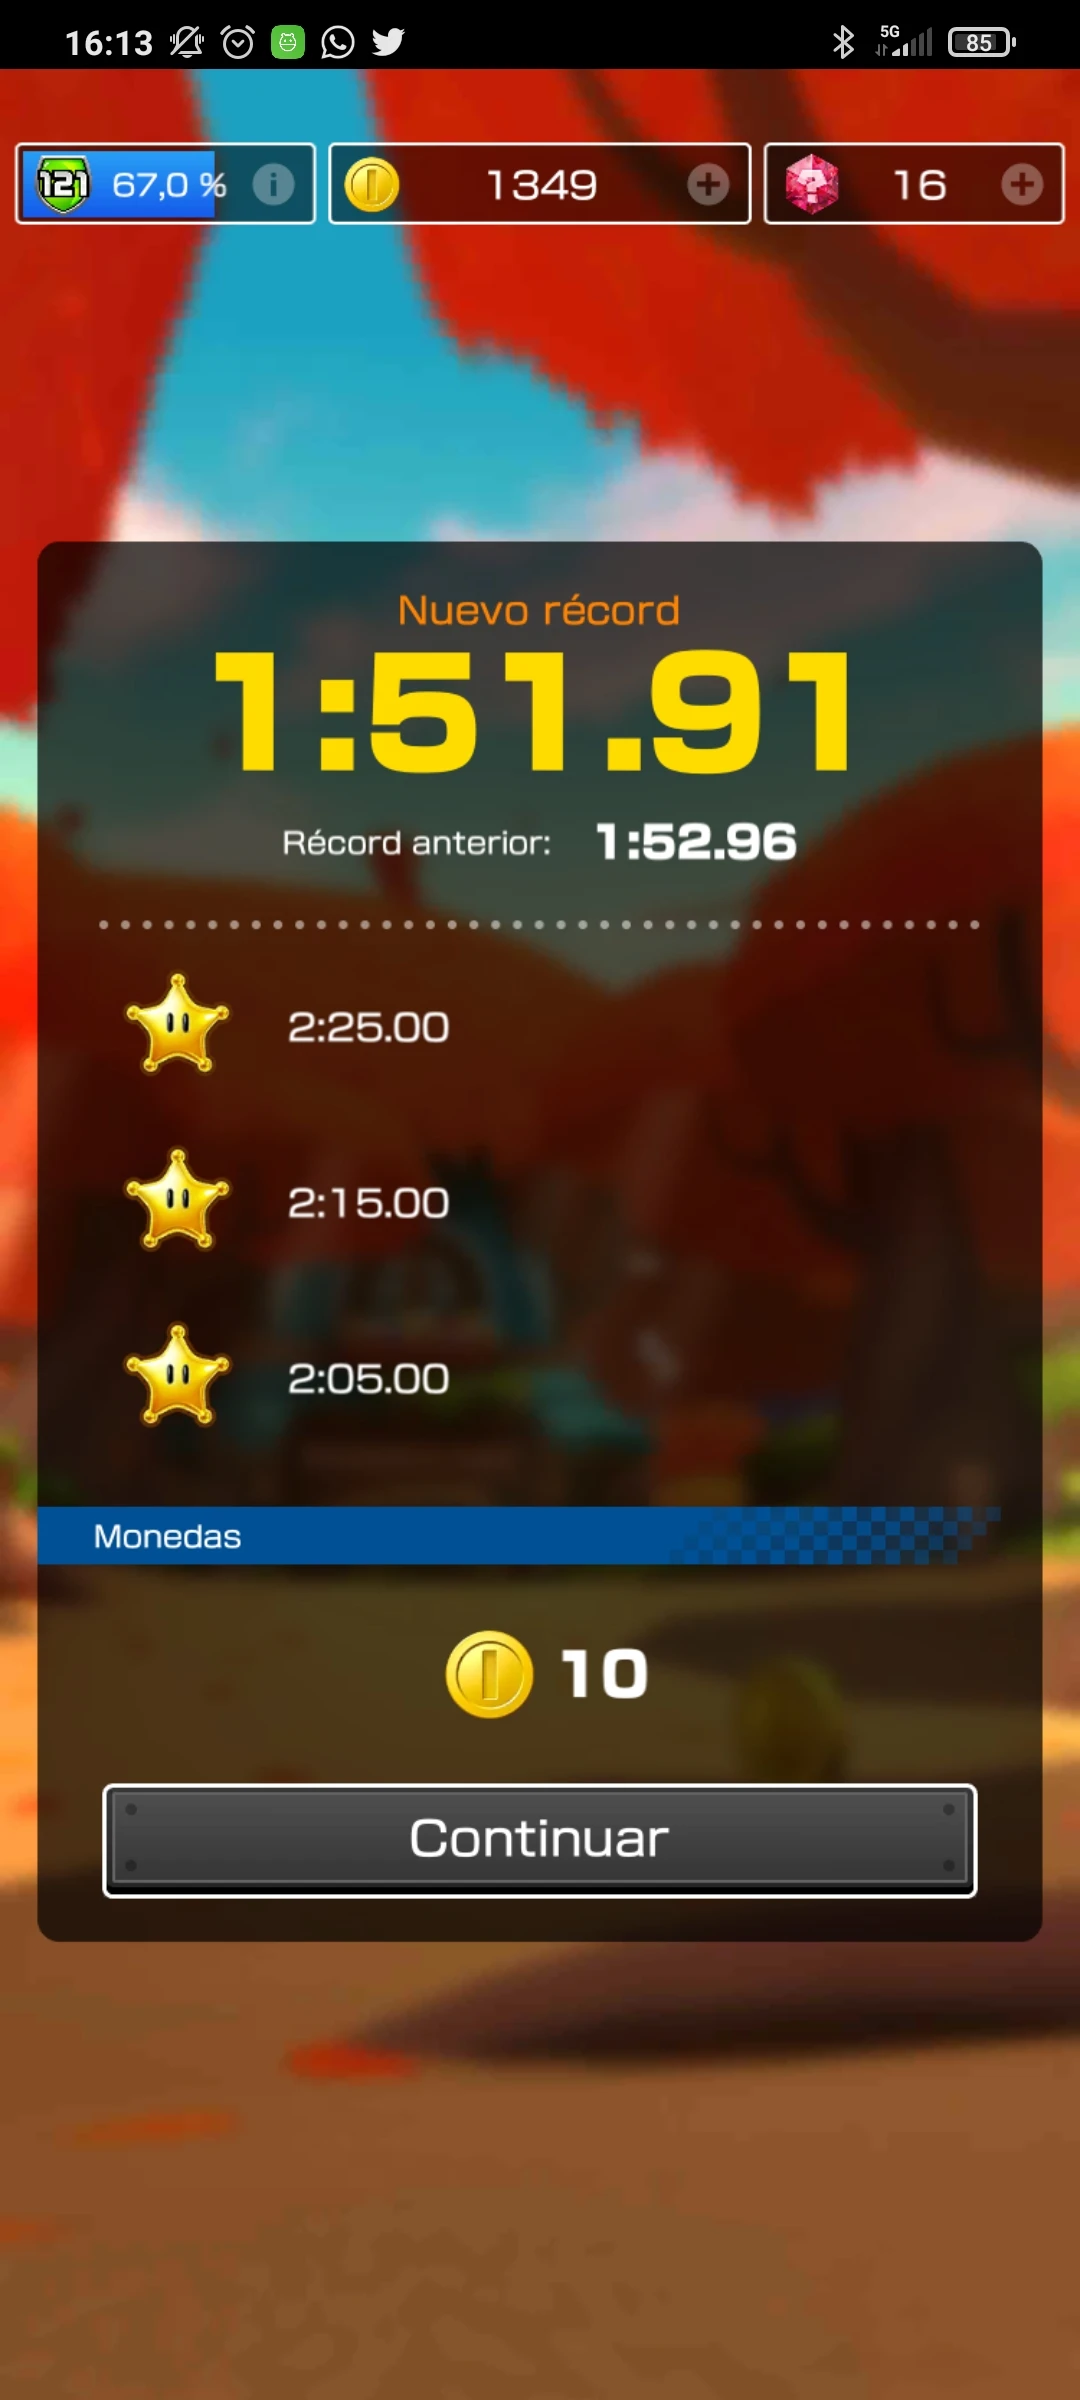 16:13 5G 85
121 67,0 % 1349 16
Nuevo récord
1:51.91
Récord anterior: 1:52.96
2:25.00
2:15.00
2:05.00
Monedas
10
Continuar